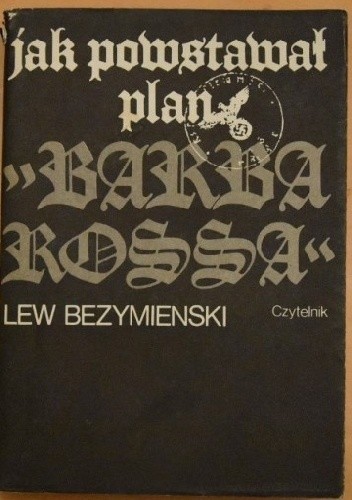 jak powstawał
plan
„BARBA
ROSSA“
LEW BEZYMIENSKI
Czytelnik